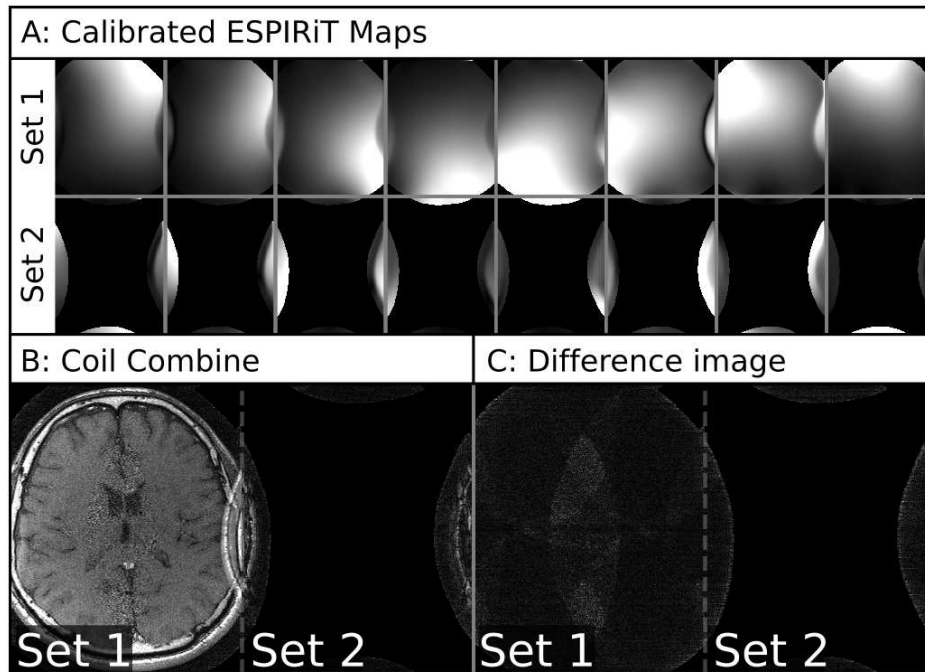 A: Calibrated ESPIRiT Maps
Set 1
Set 2
B: Coil Combine
C: Difference image
Set 1
Set 2
Set 1
Set 2